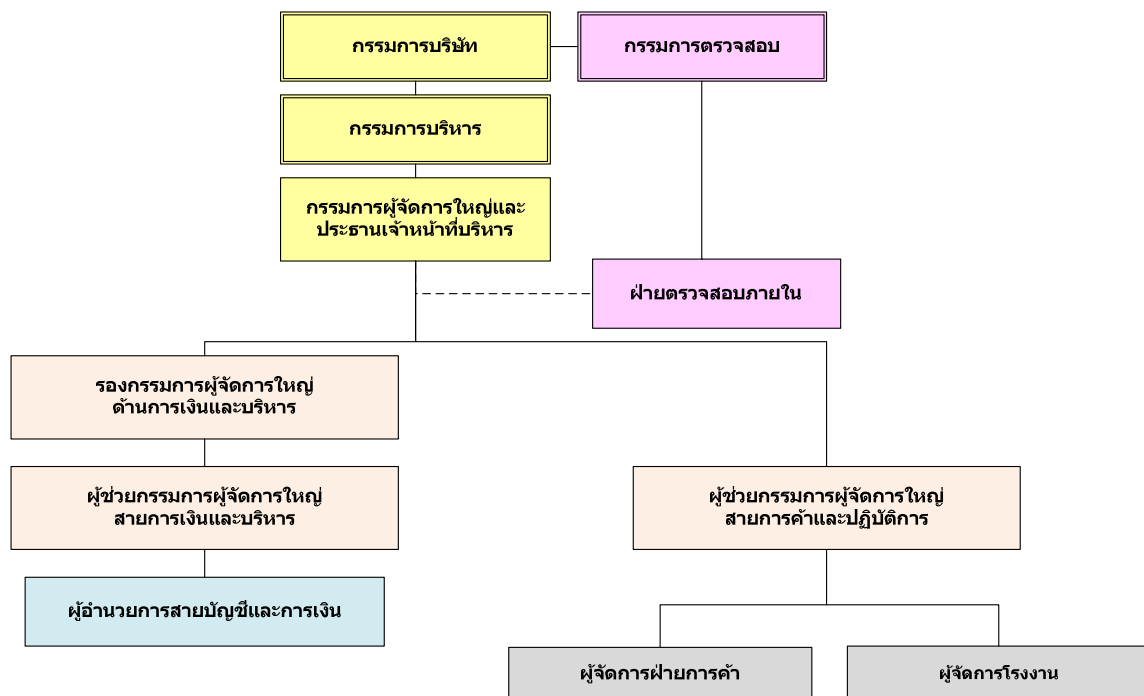 กรรมการบริษัท
กรรมการตรวจสอบ
กรรมการบริหาร
กรรมการผู้จัดการใหญ่และ
ประธานเจ้าหน้าที่บริหาร
ฝ่ายตรวจสอบภายใน
รองกรรมการผู้จัดการใหญ่
ด้านการเงินและบริหาร
ผู้ช่วยกรรมการผู้จัดการใหญ่
สายการเงินและบริหาร
ผู้ช่วยกรรมการผู้จัดการใหญ่
สายการค้าและปฏิบัติการ
ผู้อำนวยการสายบัญชีและการเงิน
ผู้จัดการฝ่ายการค้า
ผู้จัดการโรงงาน